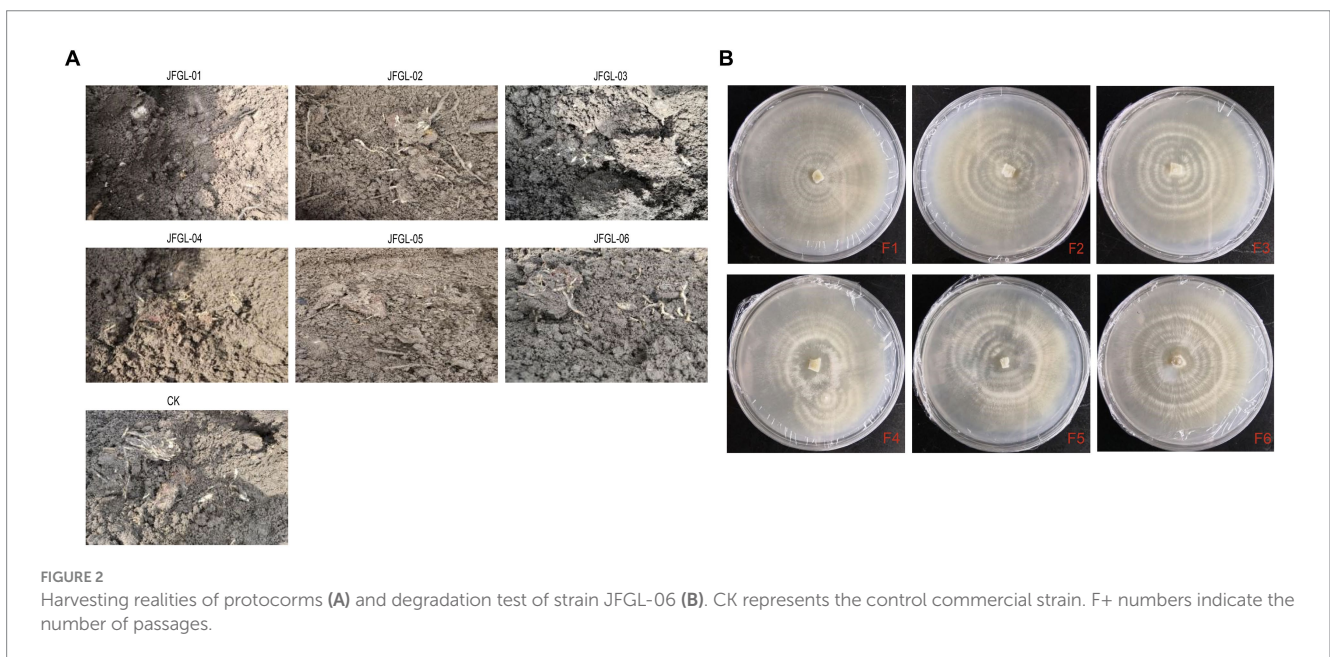 A
B
JFGL-01
JFGL-02
JFGL-03
JFGL-04
JFGL-05
JFGL-06
CK
F1
F2
F3
F4
F5
F6
FIGURE 2
Harvesting realities of protocorms (A) and degradation test of strain JFGL-06 (B). CK represents the control commercial strain. F+ numbers indicate the
number of passages.